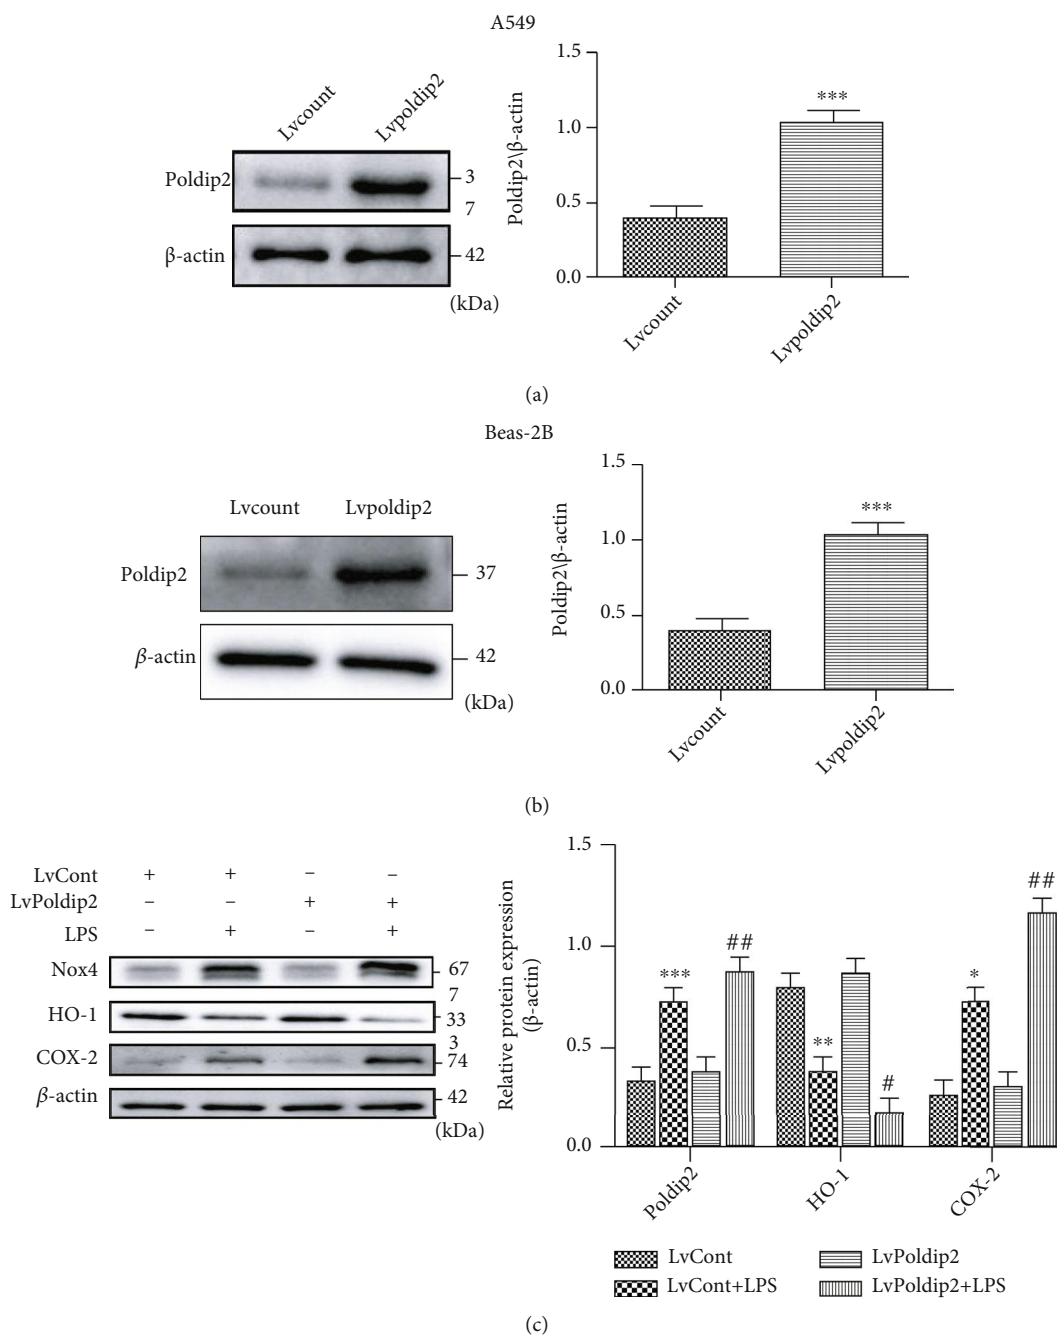 A549
Lvcount
Lvpoldip2
Poldip2
3
7
β-actin
42
(kDa)
Poldip2\β-actin
1.5
1.0
0.5
0.0
***
Lvcount
Lvpoldip2
(a)
Beas-2B
Lvcount Lvpoldip2
Poldip2
37
β-actin
42
(kDa)
Poldip2\β-actin
1.5
1.0
0.5
0.0
***
Lvcount
Lvpoldip2
(b)
LvCont + + – –
LvPoldip2 – – + +
LPS – + – +
Nox4
67
7
HO-1
33
3
COX-2
74
β-actin
42
(kDa)
Relative protein expression
(β-actin)
1.5
1.0
0.5
0.0
***
##
**
#
*
##
Poldip2
HO-1
COX-2
LvCont
LvCont+LPS
LvPoldip2
LvPoldip2+LPS
(c)